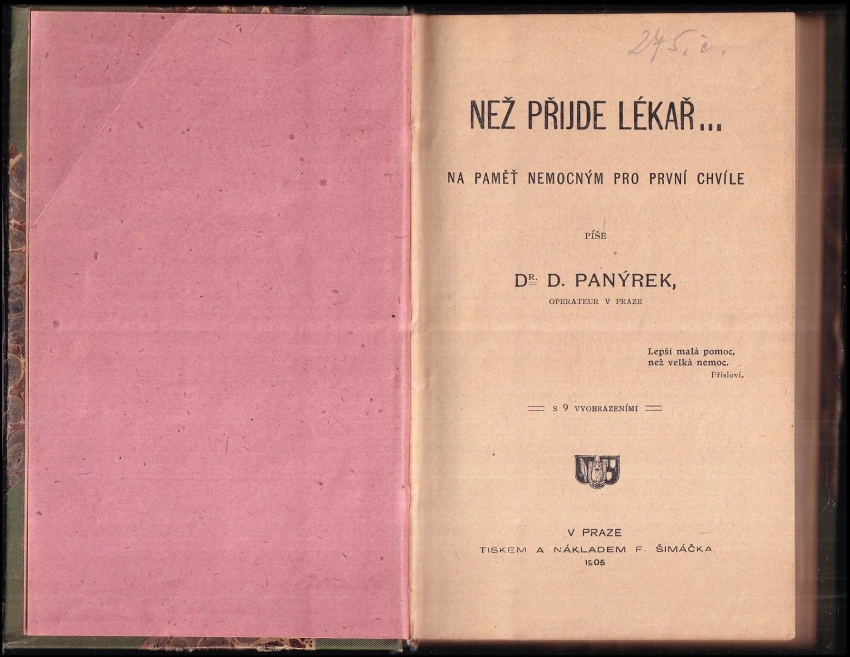 275, č.
NEŽ PŘIJDE LÉKAŘ...
NA PAMĚŤ NEMOCNÝM PRO PRVNÍ CHVÍLE
PÍŠE
DR. D. PANÝREK,
OPERATEUR V PRAZE
Lepší malá pomoc,
než velká nemoc.
Přísloví.
S 9 VYOBRAZENÍMI
V PRAZE
TISKEM A NÁKLADEM F. ŠIMÁČKA
1905